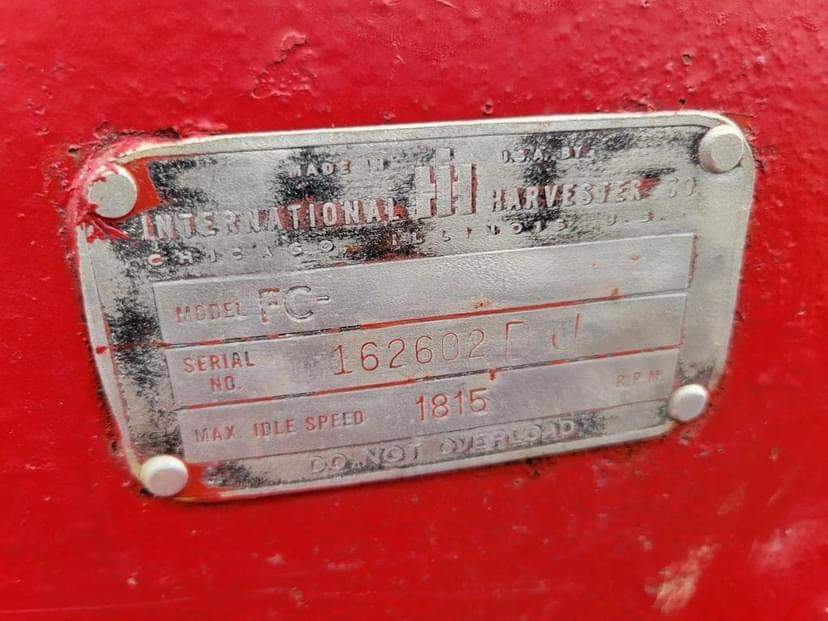 MADE IN U.S.A. BY
INTERNATIONAL IH HARVESTER CO
CHICAGO, ILLINOIS, U.S.
MODEL FC-
SERIAL NO. 162602 D J
MAX. IDLE SPEED 1815 R.P.M
DO NOT OVERLOAD